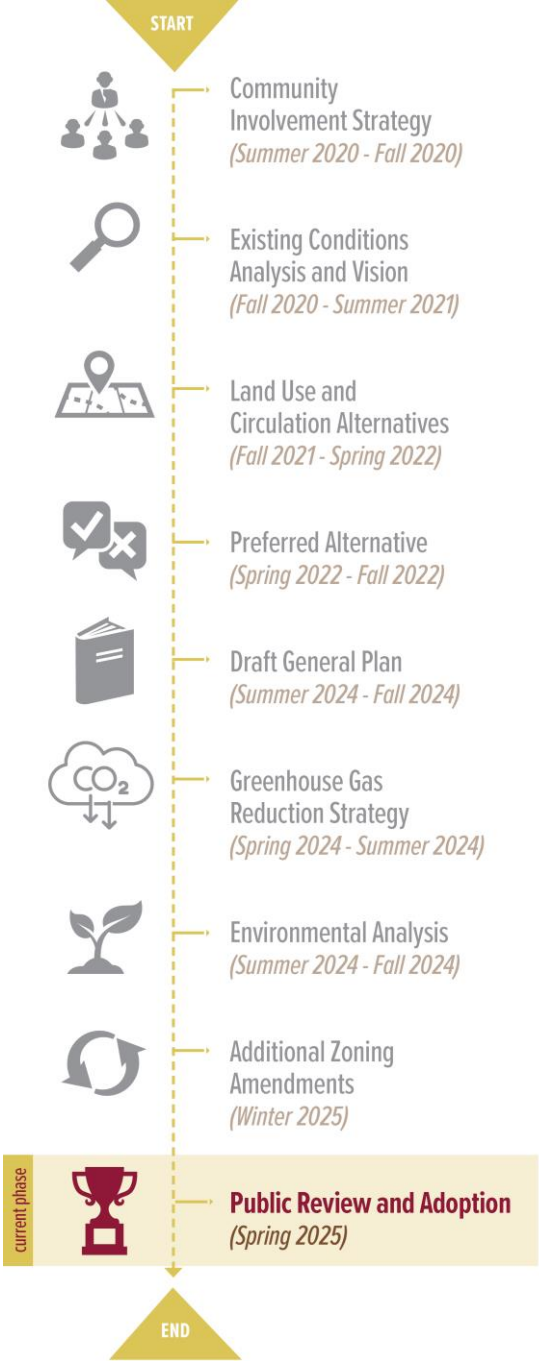 START
Community
Involvement Strategy
(Summer 2020 - Fall 2020)
Existing Conditions
Analysis and Vision
(Fall 2020 - Summer 2021)
Land Use and
Circulation Alternatives
(Fall 2021 - Spring 2022)
Preferred Alternative
(Spring 2022 - Fall 2022)
Draft General Plan
(Summer 2024 - Fall 2024)
CO2
Greenhouse Gas
Reduction Strategy
(Spring 2024 - Summer 2024)
Environmental Analysis
(Summer 2024 - Fall 2024)
Additional Zoning
Amendments
(Winter 2025)
current phase
Public Review and Adoption
(Spring 2025)
END